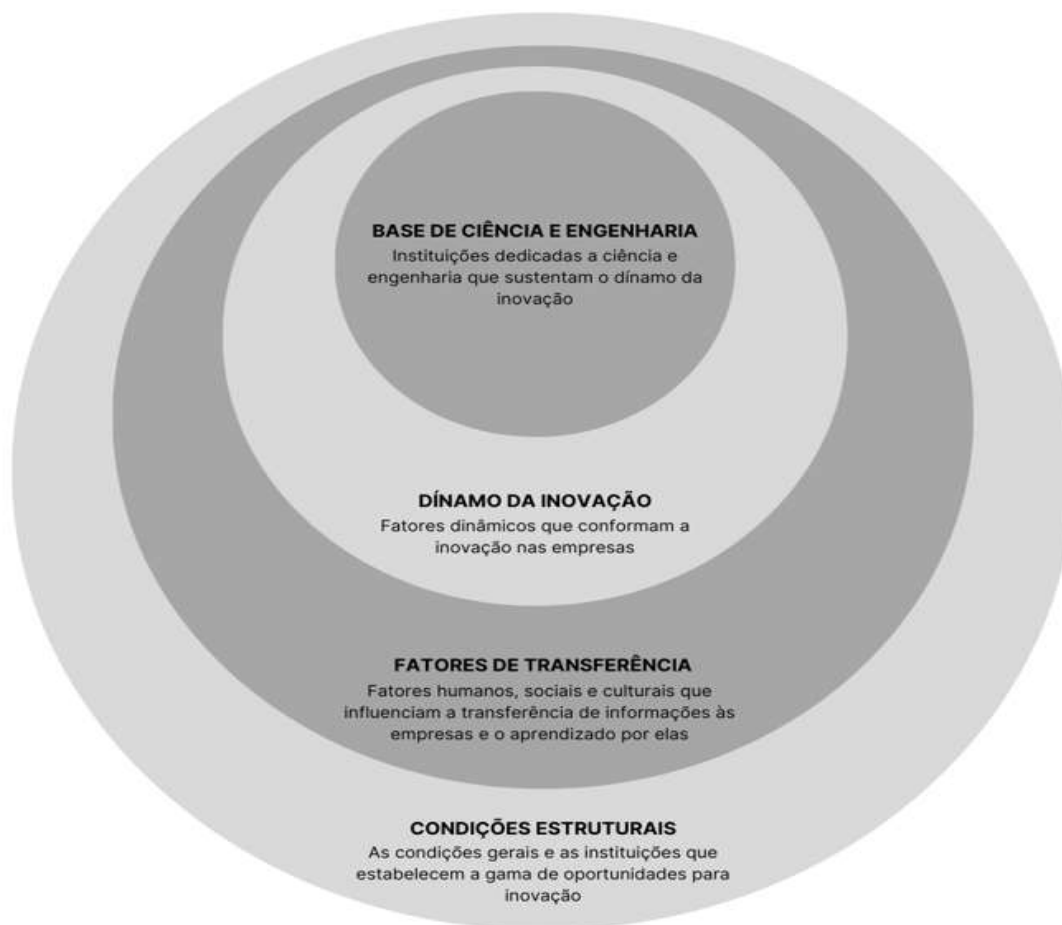 BASE DE CIÊNCIA E ENGENHARIA
Instituições dedicadas a ciência e
engenharia que sustentam o dínamo da
inovação
DÍNAMO DA INOVAÇÃO
Fatores dinâmicos que conformam a
inovação nas empresas
FATORES DE TRANSFERÊNCIA
Fatores humanos, sociais e culturais que
influenciam a transferência de informações às
empresas e o aprendizado por elas
CONDIÇÕES ESTRUTURAIS
As condições gerais e as instituições que
estabelecem a gama de oportunidades para
inovação